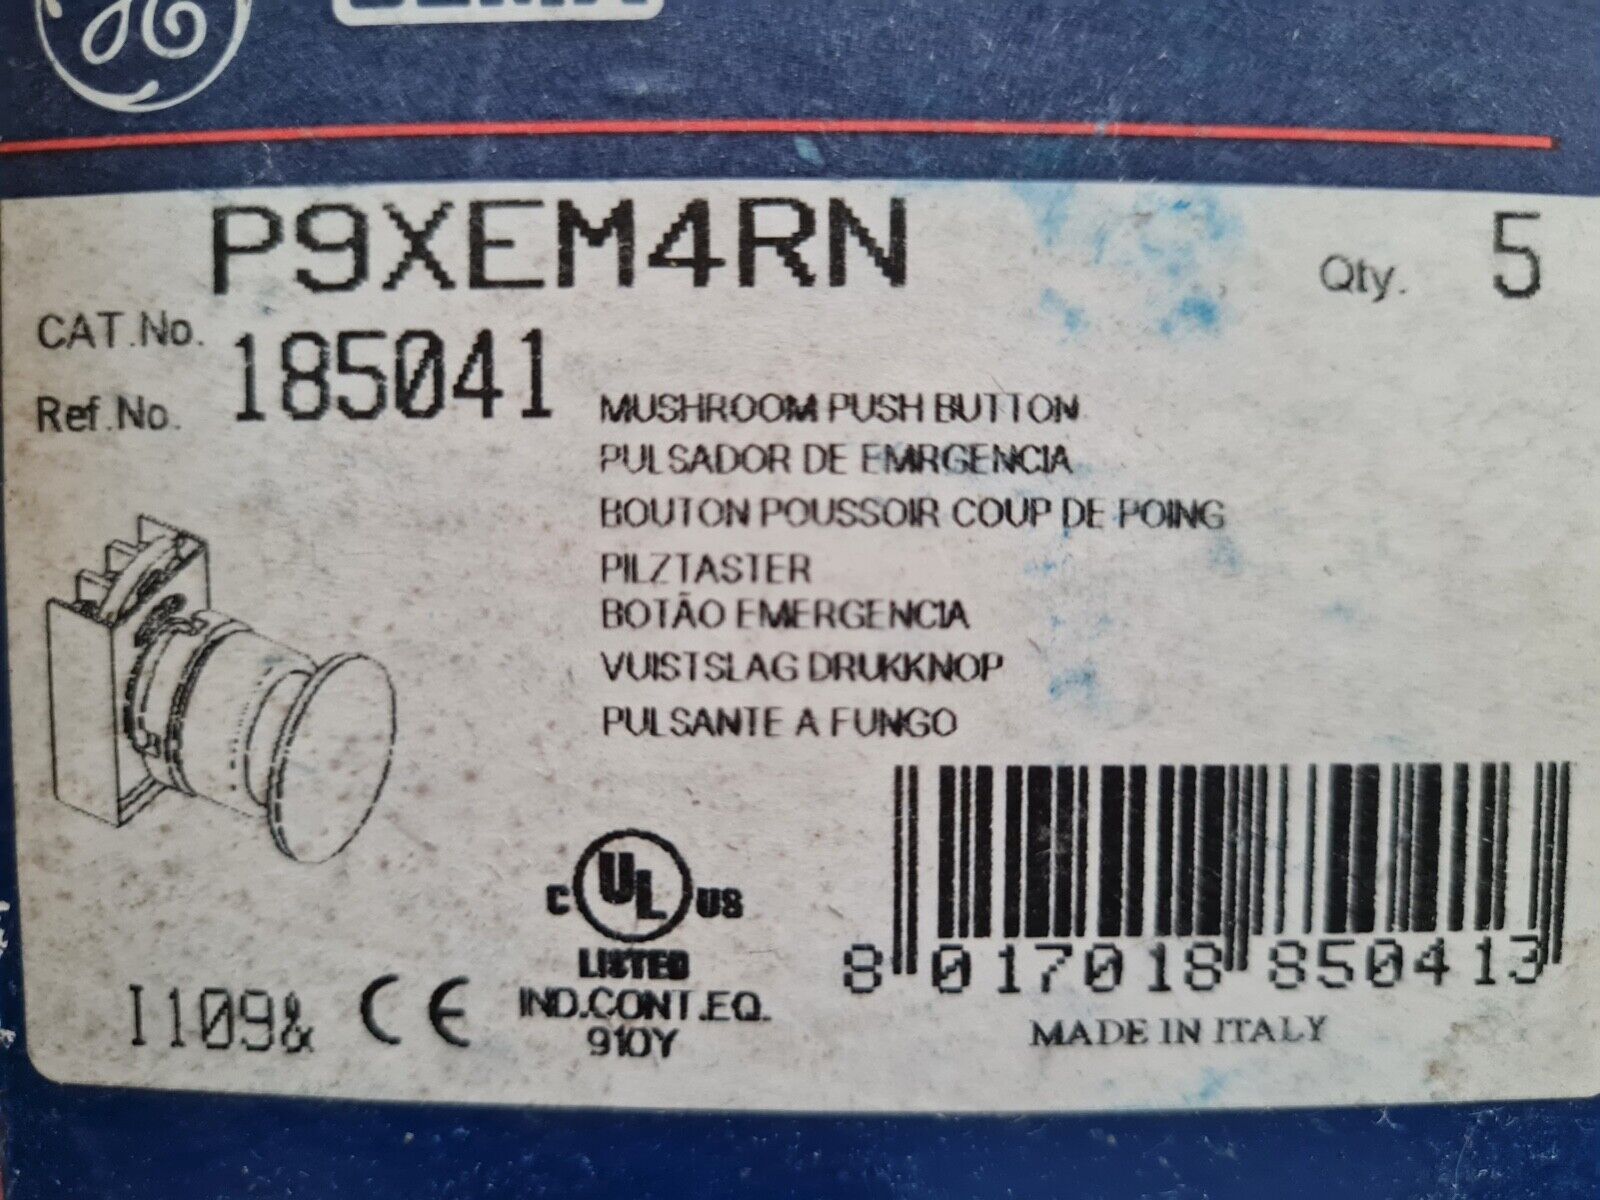 P9XEM4RN
Qty. 5
CAT.No.
Ref.No. 185041
MUSHROOM PUSH BUTTON
PULSADOR DE EMRGENCIA
BOUTON POUSSOIR COUP DE POING
PILZTASTER
BOTÃO EMERGENCIA
VUISTSLAG DRUKKNOP
PULSANTE A FUNGO
C UL US
LISTED
IND.CONT.EQ.
910Y
I109& CE
8 017018 850413
MADE IN ITALY